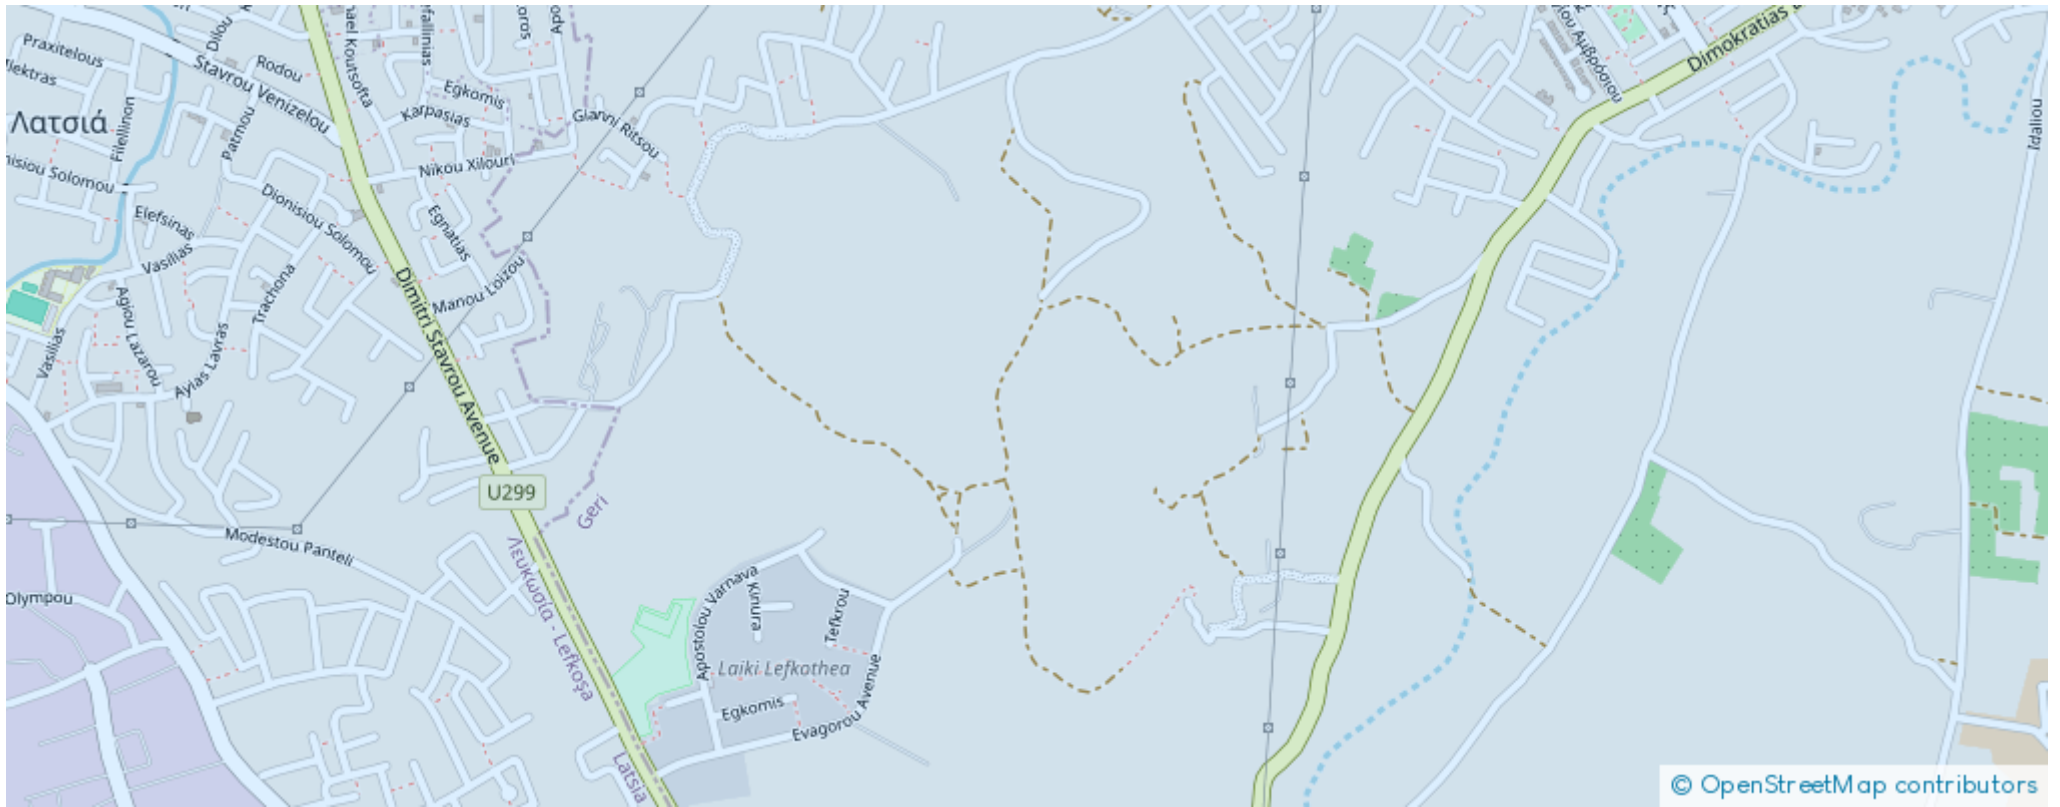 Praxitelous
Dilou
Rodou
Stavrou Venizelou
Λατσιά
Filellinon
Patmou
Karpasias
Egkomis
Gianni Ritsou
Nikou Xilouri
Dionisiou Solomou
Elefsinas
Vasilias
Egnatias
Manou Loizou
Trachona
Agiou Lazarou
Ayias Lavras
Vasilias
Dimitri Stavrou Avenue
U299
Geri
Modestou Panteli
Olympou
Λευκωσία - Lefkoşa
Latsia
Apostolou Varnava
Kinura
Tefkrou
Laiki Lefkothea
Egkomis
Evagorou Avenue
Dimokratias
Idaliou
© OpenStreetMap contributors